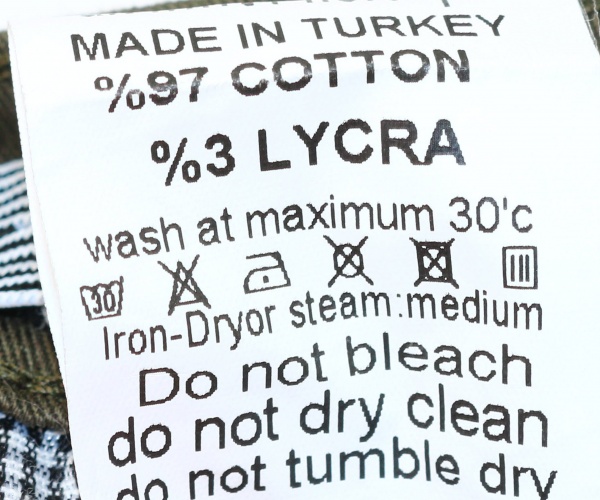 MADE IN TURKEY
%97 COTTON
%3 LYCRA
wash at maximum 30'c
30
Iron-Dryor steam:medium
Do not bleach
do not dry clean
do not tumble dry